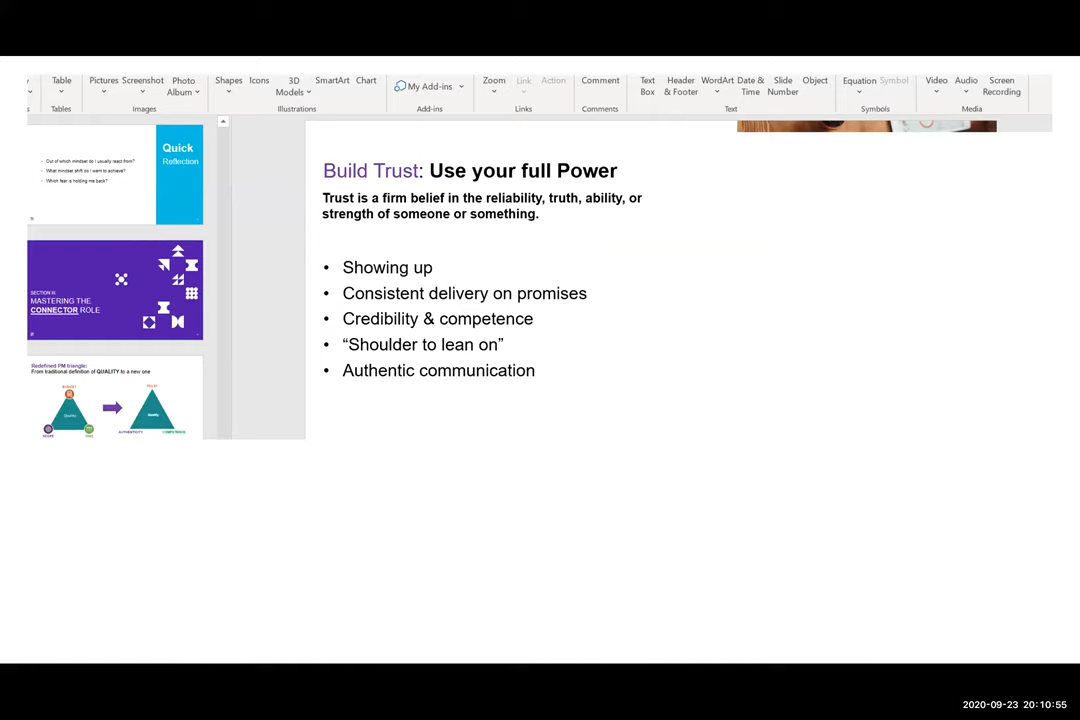 Table
Pictures Screenshot Photo Album
Shapes Icons 3D Models SmartArt Chart
My Add-ins
Zoom Link Action
Comment
Text Box Header & Footer WordArt Date & Time Slide Number Object
Equation Symbol
Video Audio Screen Recording
Tables Images Illustrations Add-ins Links Comments Text Symbols Media
Quick
Reflection
- Out of which mindset do I usually react from?
- What mindset shift do I want to achieve?
- Which fear is holding me back?
SECTION III:
MASTERING THE
CONNECTOR ROLE
Redefined PM triangle:
From traditional definition of QUALITY to a new one
BUDGET
Quality
SCOPE
Quality
AUTHENTICITY COMPETENCE
Build Trust: Use your full Power
Trust is a firm belief in the reliability, truth, ability, or
strength of someone or something.
• Showing up
• Consistent delivery on promises
• Credibility & competence
• “Shoulder to lean on”
• Authentic communication
2020-09-23 20:10:55